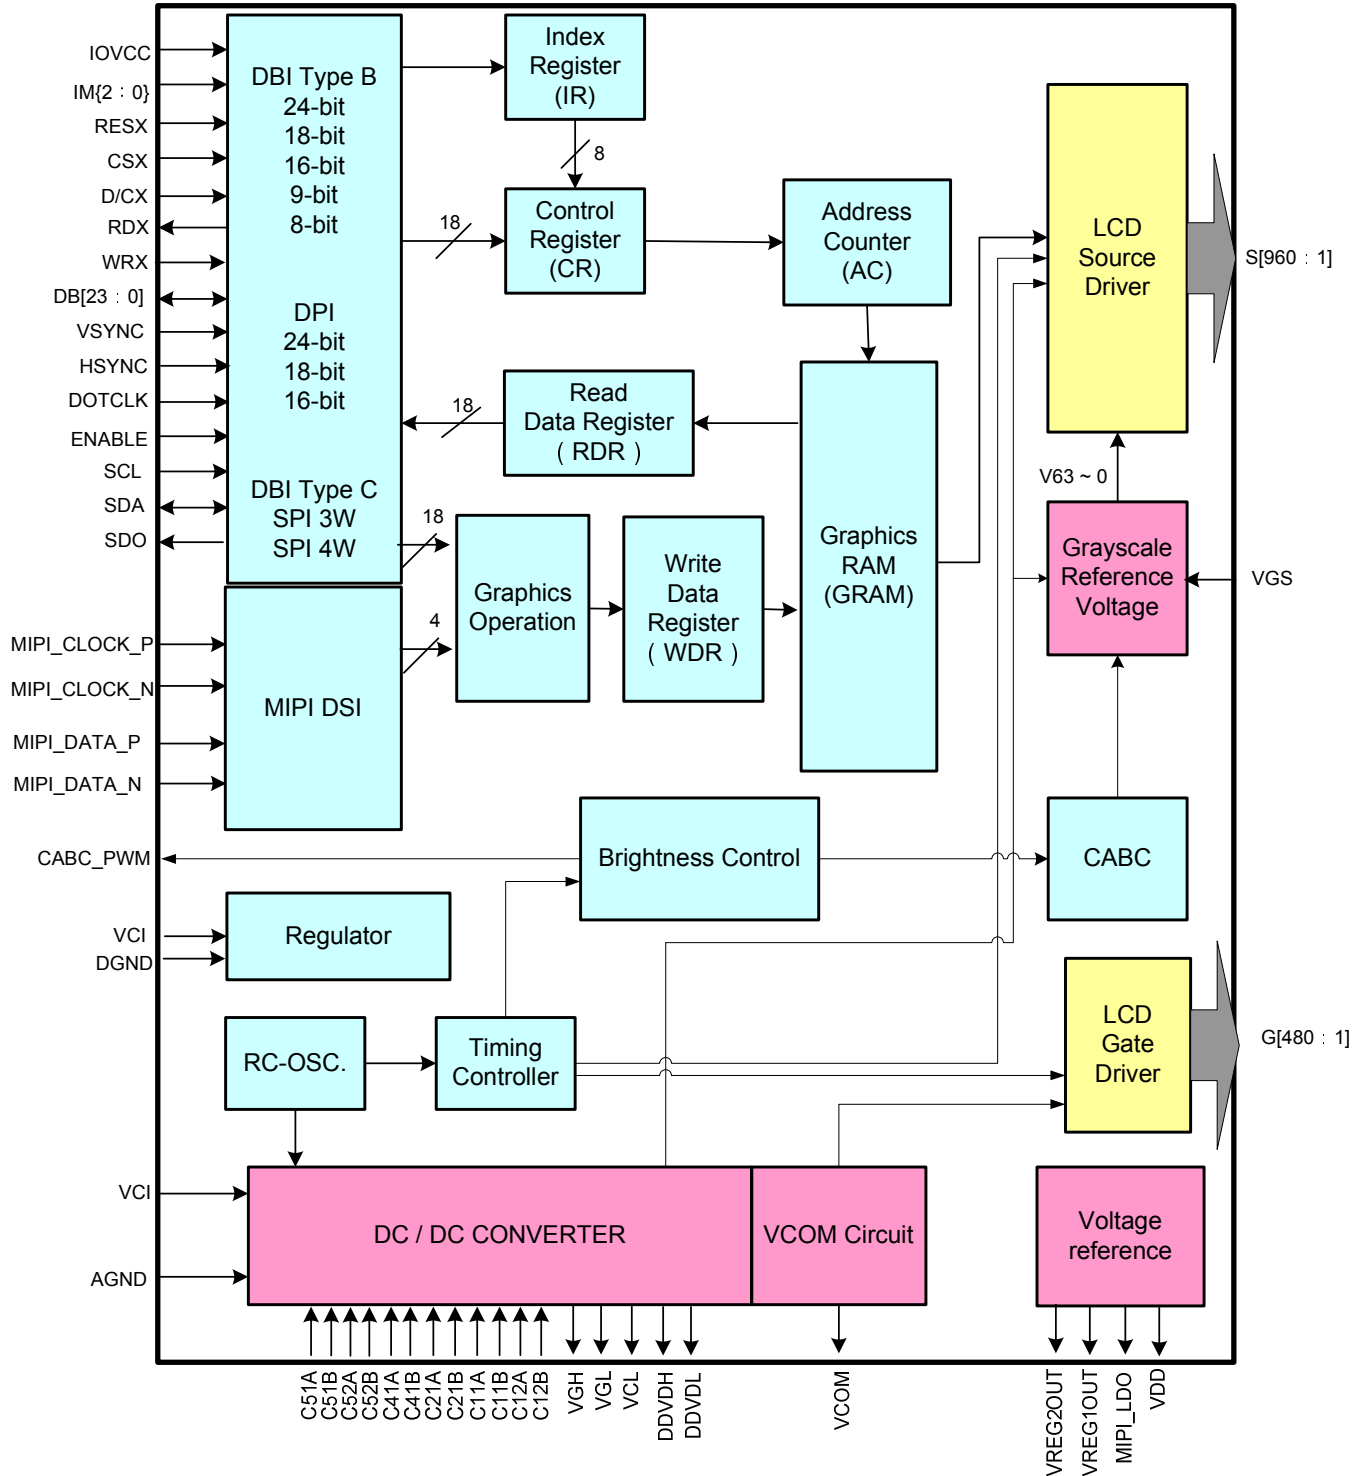 IOVCC
IM{2 : 0}
RESX
CSX
D/CX
RDX
WRX
DB[23 : 0]
VSYNC
HSYNC
DOTCLK
ENABLE
SCL
SDA
SDO
MIPI_CLOCK_P
MIPI_CLOCK_N
MIPI_DATA_P
MIPI_DATA_N
CABC_PWM
VCI
DGND
VCI
AGND
DBI Type B
24-bit
18-bit
16-bit
9-bit
8-bit
DPI
24-bit
18-bit
16-bit
DBI Type C
SPI 3W
SPI 4W
MIPI DSI
Index
Register
(IR)
8
18
Control
Register
(CR)
Address
Counter
(AC)
18
Read
Data Register
( RDR )
18
4
Graphics
Operation
Write
Data
Register
( WDR )
Graphics
RAM
(GRAM)
LCD
Source
Driver
S[960 : 1]
V63 ~ 0
Grayscale
Reference
Voltage
VGS
Brightness Control
CABC
Regulator
RC-OSC.
Timing
Controller
LCD
Gate
Driver
G[480 : 1]
DC / DC CONVERTER
VCOM Circuit
Voltage
reference
C51A
C51B
C52A
C52B
C41A
C41B
C21A
C21B
C11A
C11B
C12A
C12B
VGH
VGL
VCL
DDVDH
DDVDL
VCOM
VREG2OUT
VREG1OUT
MIPI_LDO
VDD